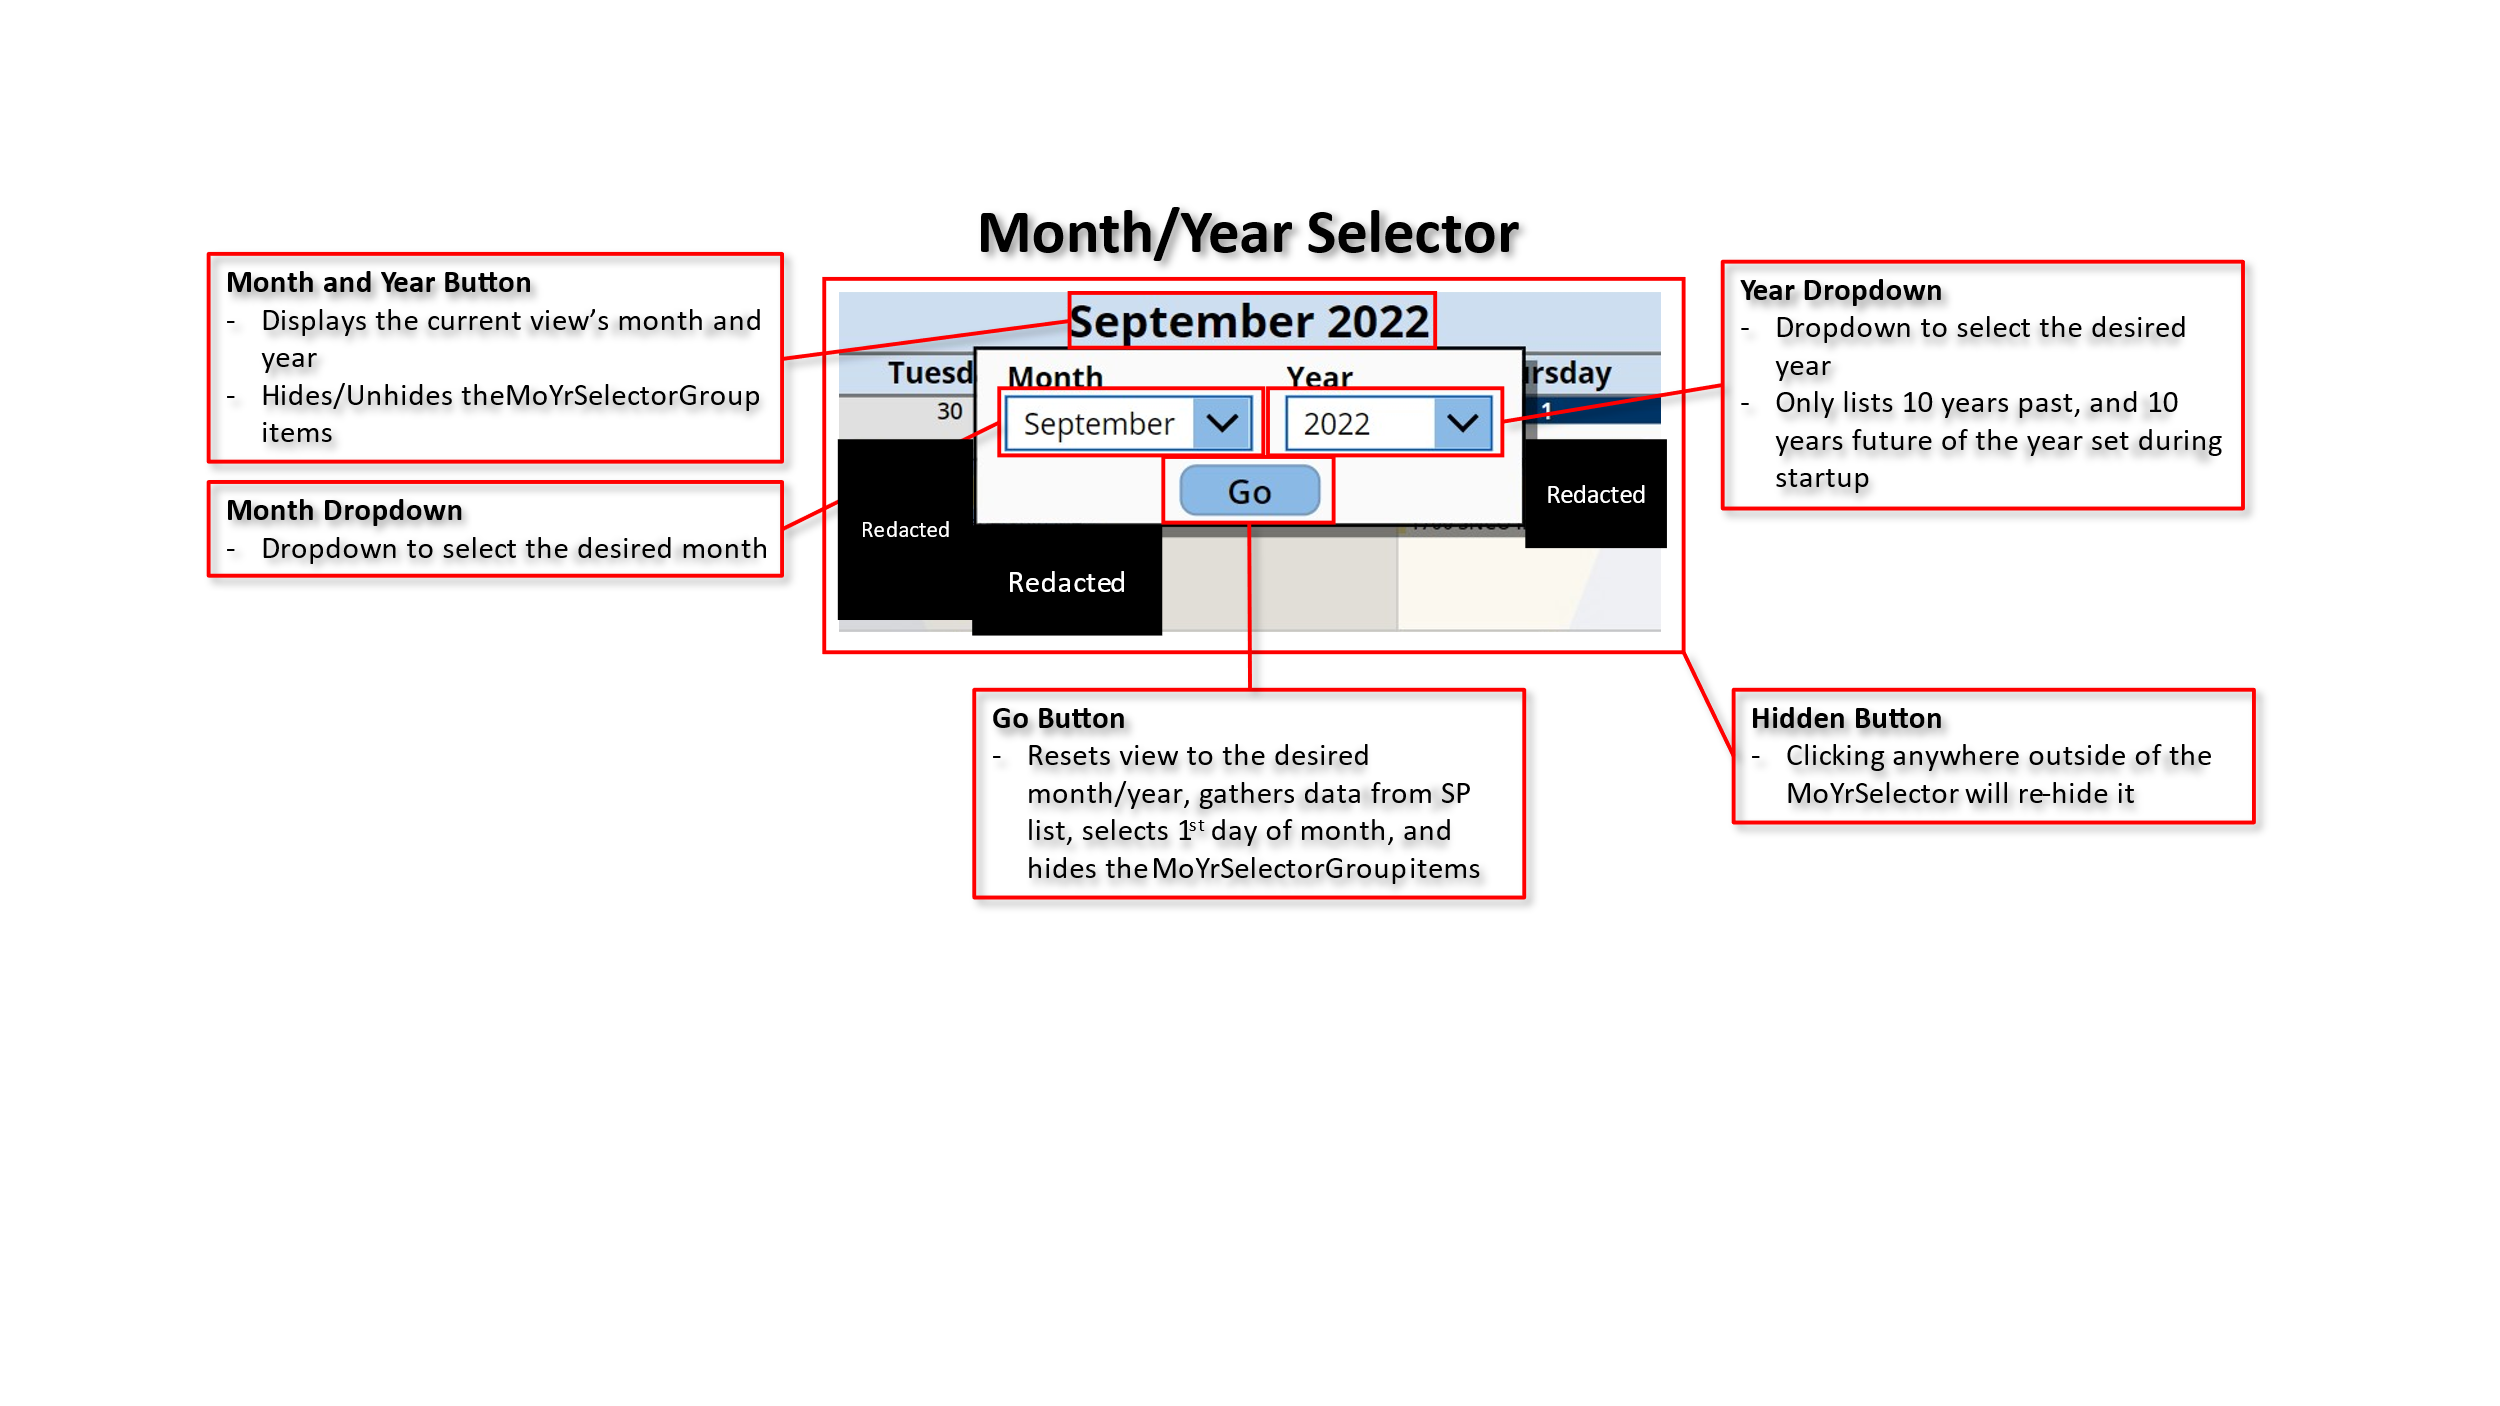 Month/Year Selector
Month and Year Button
- Displays the current view's month and
year
- Hides/Unhides theMoYrSelectorGroup
items
Month Dropdown
- Dropdown to select the desired month
September 2022
Tuesd
Month
Year
rsday
30
September
2022
1
Go
Redacted
Redacted
Redacted
Year Dropdown
- Dropdown to select the desired
year
- Only lists 10 years past, and 10
years future of the year set during
startup
Go Button
- Resets view to the desired
month/year, gathers data from SP
list, selects 1st day of month, and
hides the MoYrSelectorGroup items
Hidden Button
- Clicking anywhere outside of the
MoYrSelector will re-hide it